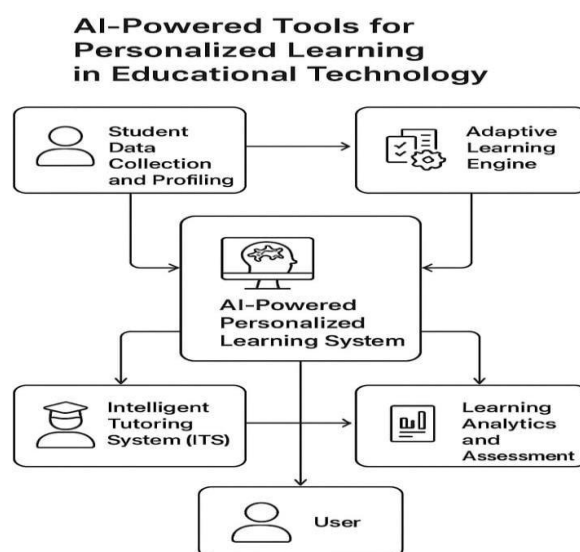 AI-Powered Tools for
Personalized Learning
in Educational Technology
Student
Data
Collection
and Profiling
Adaptive
Learning
Engine
AI-Powered
Personalized
Learning System
Intelligent
Tutoring
System (ITS)
Learning
Analytics
and
Assessment
User